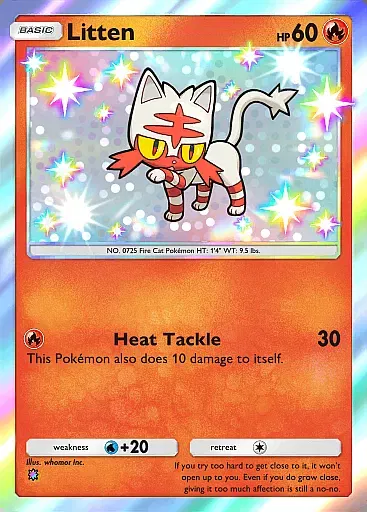 BASIC Litten HP 60
NO. 0725 Fire Cat Pokémon HT: 1'4" WT: 9.5 lbs.
Heat Tackle 30
This Pokémon also does 10 damage to itself.
weakness +20 retreat
Illus. whomor inc.
If you try too hard to get close to it, it won't
open up to you. Even if you do grow close,
giving it too much affection is still a no-no.